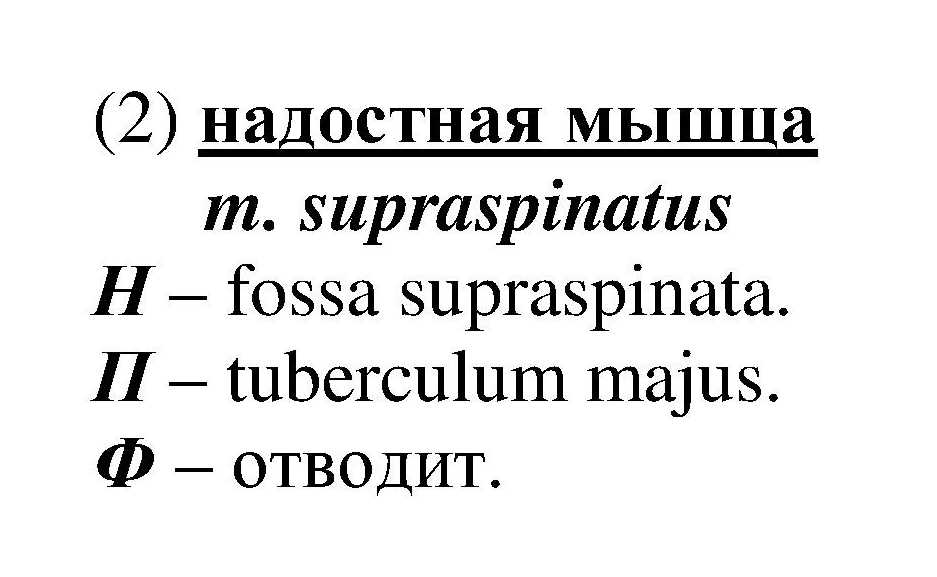 (2) надостная мышца
m. supraspinatus
Н – fossa supraspinata.
П – tuberculum majus.
Ф – отводит.